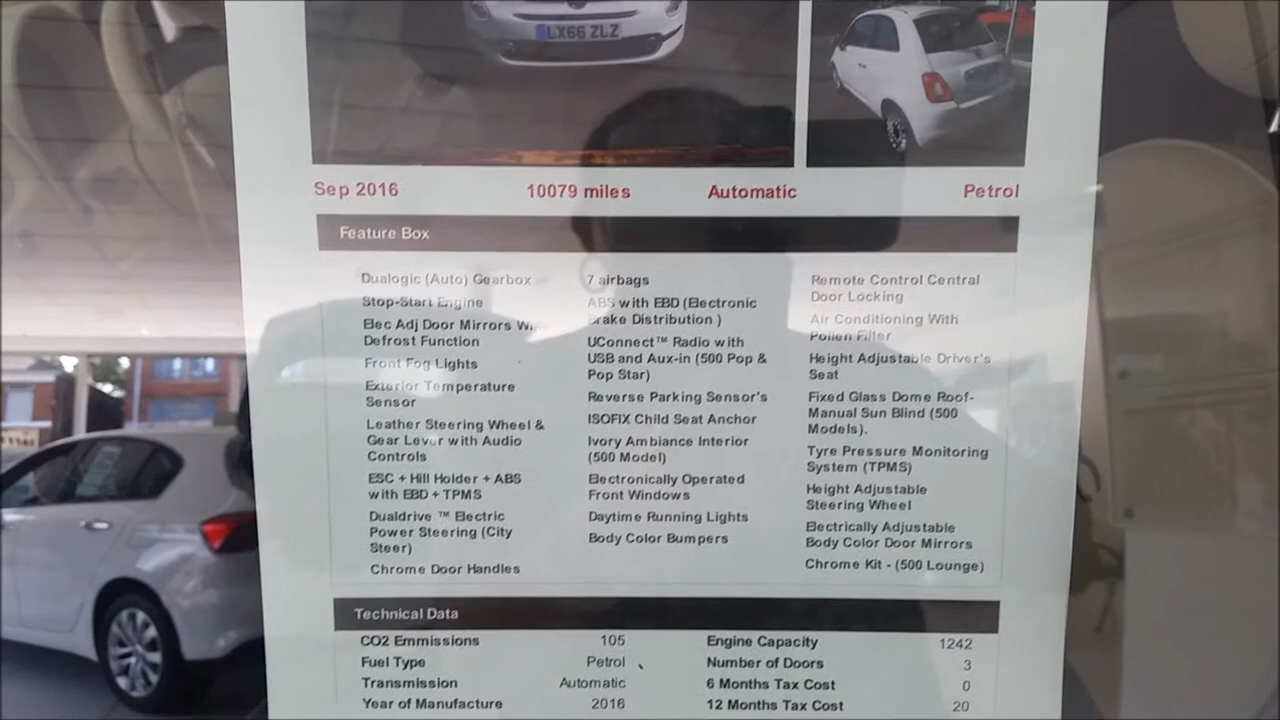 LX66 ZLZ
Sep 2016 10079 miles Automatic Petrol
Feature Box
Dualogic (Auto) Gearbox
Stop-Start Engine
Elec Adj Door Mirrors
Defrost Function
Front Fog Lights
Exterior Temperature
Sensor
Leather Steering Wheel &
Gear Lever with Audio
Controls
ESC + Hill Holder + ABS
with EBD + TPMS
Dualdrive ™ Electric
Power Steering (City
Steer)
Chrome Door Handles
7 airbags
ABS with EBD (Electronic
Brake Distribution )
UConnect™ Radio with
USB and Aux-in (500 Pop &
Pop Star)
Reverse Parking Sensor's
ISOFIX Child Seat Anchor
Ivory Ambiance Interior
(500 Model)
Electronically Operated
Front Windows
Daytime Running Lights
Body Color Bumpers
Remote Control Central
Door Locking
Air Conditioning With
Pollen Filter
Height Adjustable Driver's
Seat
Fixed Glass Dome Roof-
Manual Sun Blind (500
Models).
Tyre Pressure Monitoring
System (TPMS)
Height Adjustable
Steering Wheel
Electrically Adjustable
Body Color Door Mirrors
Chrome Kit - (500 Lounge)
Technical Data
CO2 Emmissions 105 Engine Capacity 1242
Fuel Type Petrol Number of Doors 3
Transmission Automatic 6 Months Tax Cost 0
Year of Manufacture 2016 12 Months Tax Cost 20